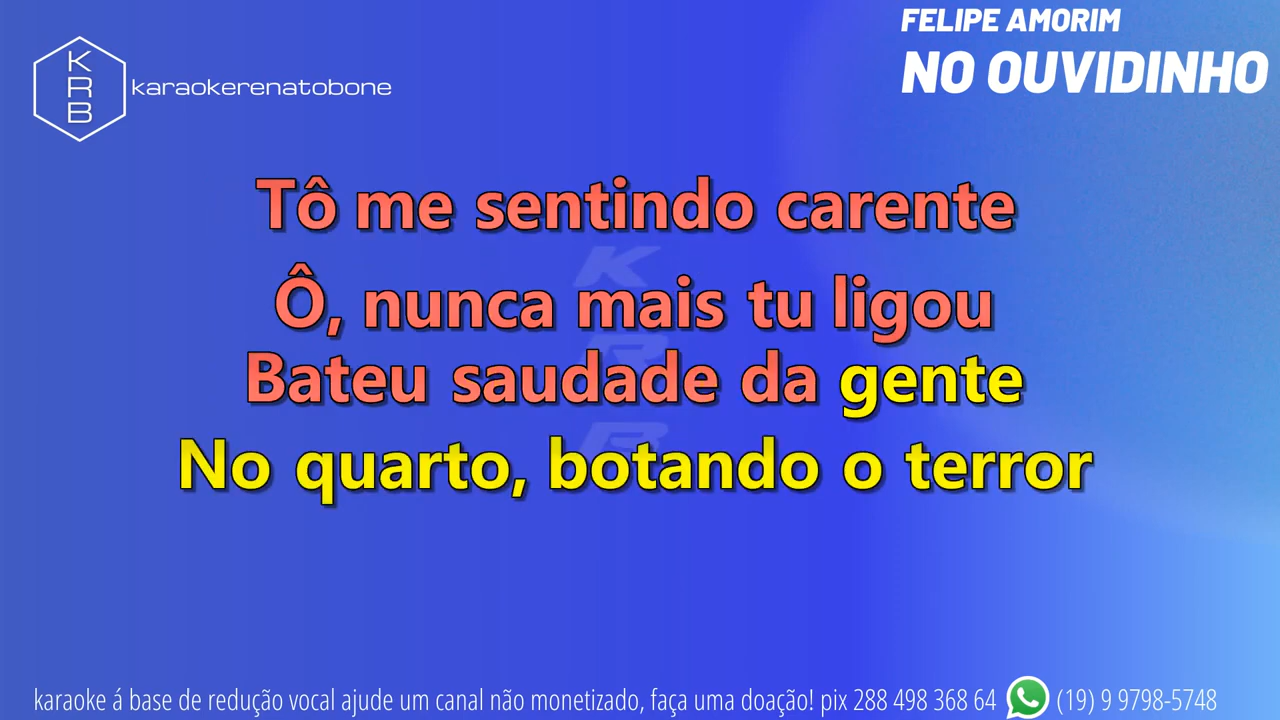 FELIPE AMORIM
NO OUVIDINHO
KRB
karaokerenatobone
Tô me sentindo carente
Ô, nunca mais tu ligou
Bateu saudade da gente
No quarto, botando o terror
KRB
karaoke á base de redução vocal ajude um canal não monetizado, faça uma doação! pix 288 498 368 64 (19) 9 9798-5748